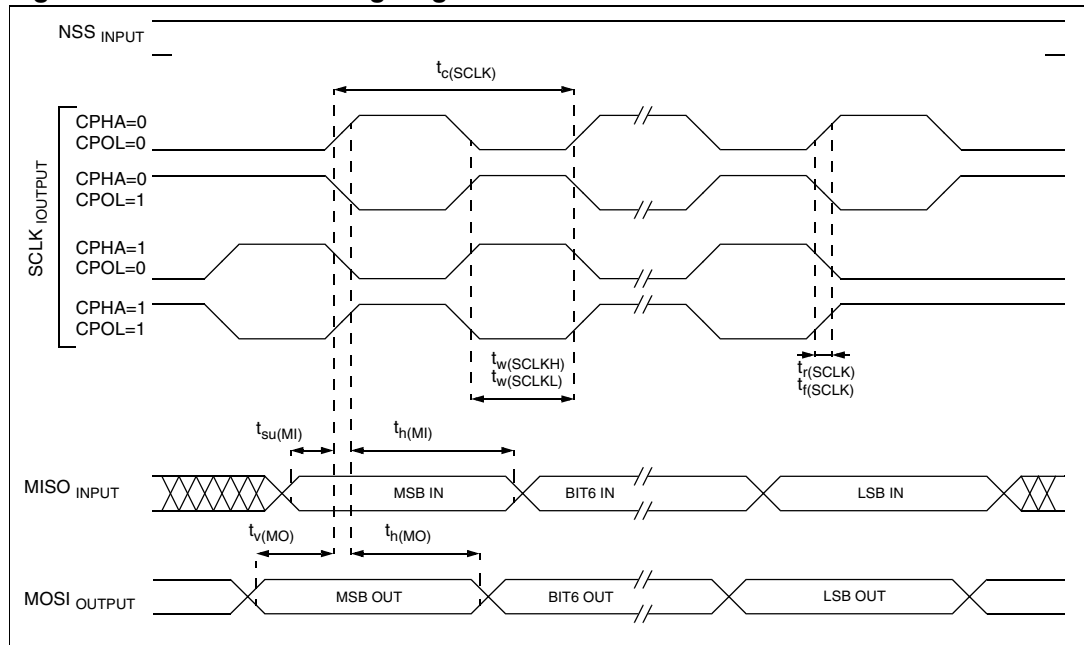 NSS INPUT
tc(SCLK)
SCLK IOUTPUT
CPHA=0
CPOL=0
CPHA=0
CPOL=1
CPHA=1
CPOL=0
CPHA=1
CPOL=1
tw(SCLKH)
tw(SCLKL)
tr(SCLK)
tf(SCLK)
tsu(MI)
th(MI)
MISO INPUT
MSB IN
BIT6 IN
LSB IN
tv(MO)
th(MO)
MOSI OUTPUT
MSB OUT
BIT6 OUT
LSB OUT